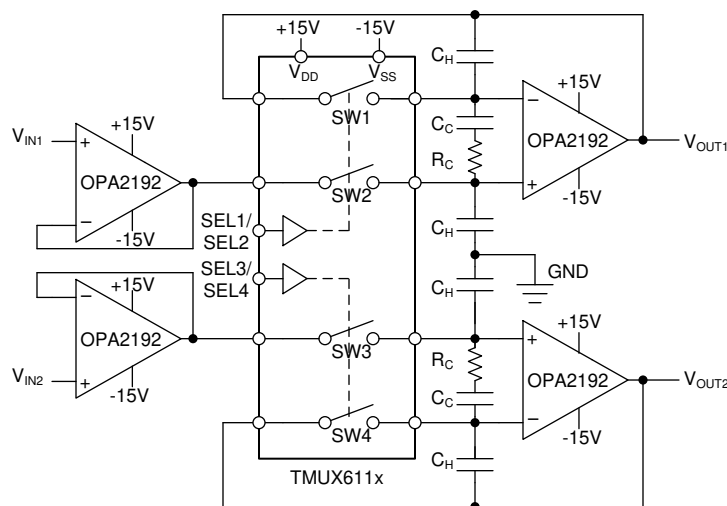 +15V
-15V
C_H
V_DD
V_SS
SW1
+15V
V_IN1
+15V
C_C
-
OPA2192
V_OUT1
+
OPA2192
R_C
SW2
+
-
-15V
-15V
SEL1/
SEL2
C_H
SEL3/
SEL4
C_H
GND
-
+15V
+15V
OPA2192
SW3
+
R_C
OPA2192
V_IN2
+
V_OUT2
-15V
C_C
-
SW4
-15V
C_H
TMUX611x